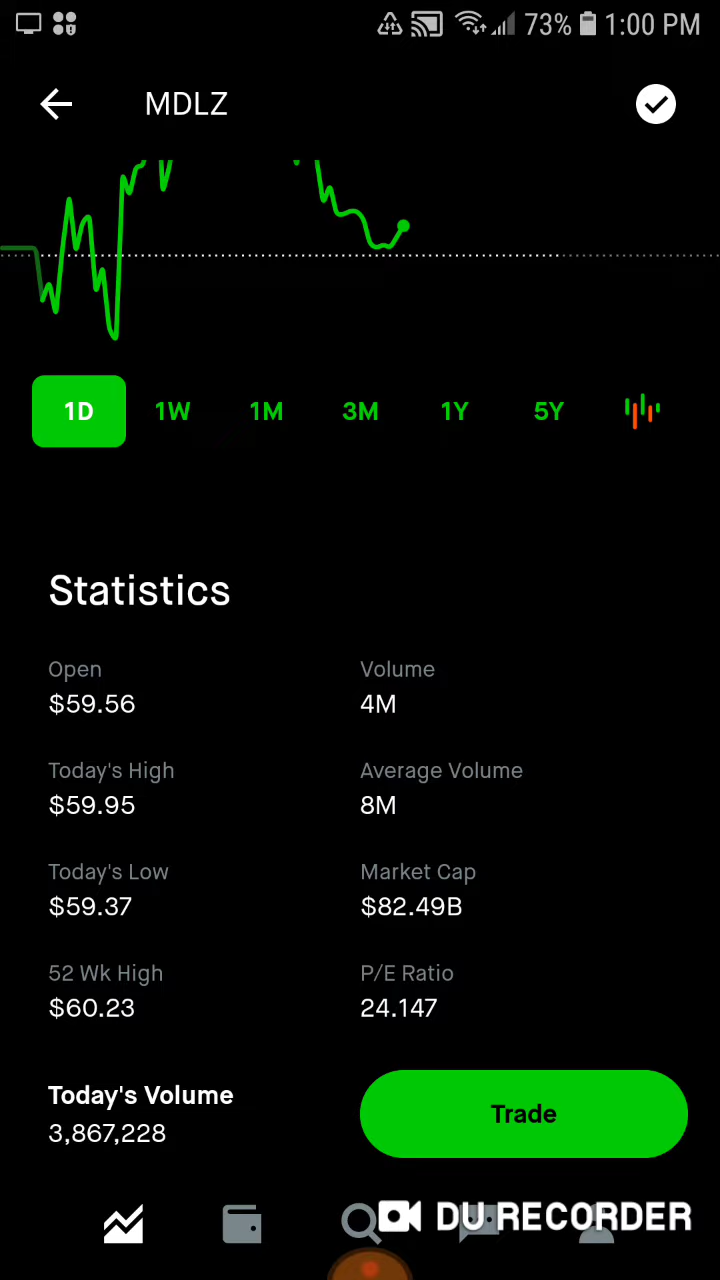 73% 1:00 PM
MDLZ
1D 1W 1M 3M 1Y 5Y
Statistics
Open Volume
$59.56 4M
Today's High Average Volume
$59.95 8M
Today's Low Market Cap
$59.37 $82.49B
52 Wk High P/E Ratio
$60.23 24.147
Today's Volume
3,867,228
Trade
DU RECORDER